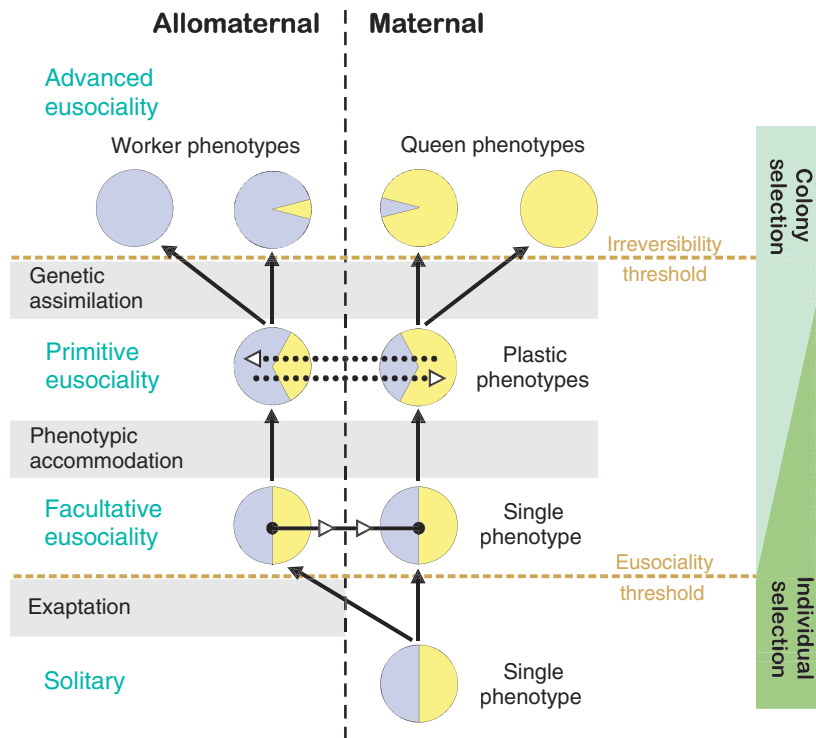 Allomaternal
Maternal
Advanced
eusociality
Worker phenotypes
Queen phenotypes
Irreversibility
threshold
Genetic
assimilation
Primitive
eusociality
Plastic
phenotypes
Phenotypic
accommodation
Facultative
eusociality
Single
phenotype
Eusociality
threshold
Exaptation
Solitary
Single
phenotype
Colony
selection
Individual
selection